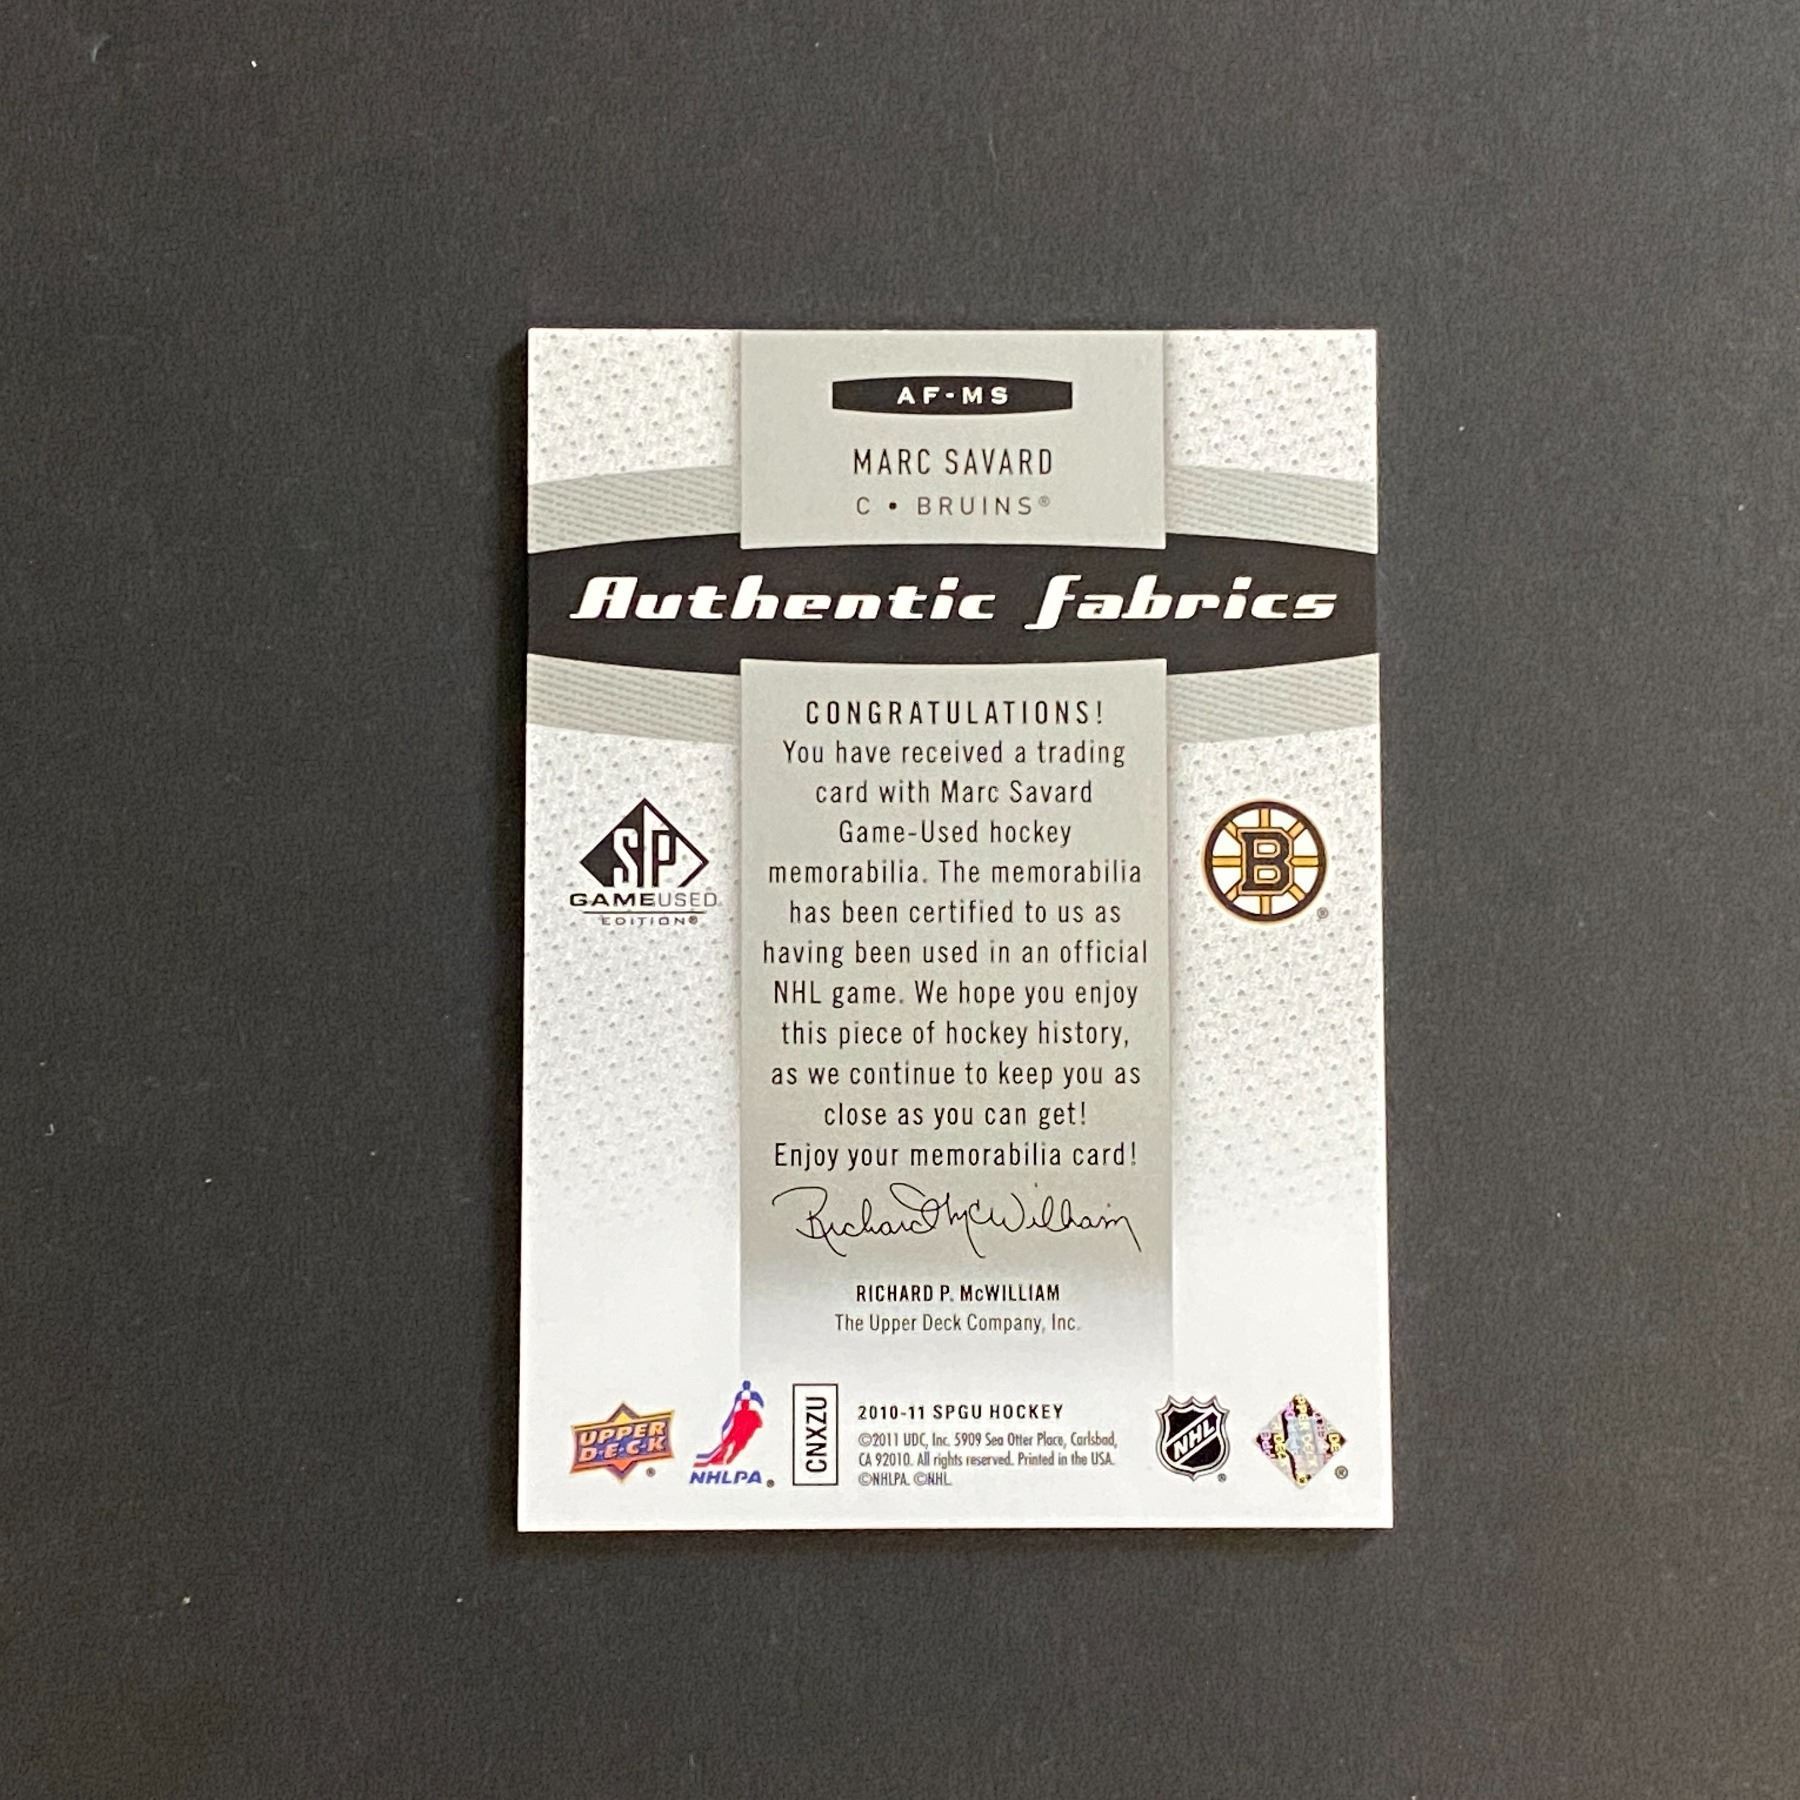 AF-MS
MARC SAVARD
C • BRUINS®
Authentic Fabrics
CONGRATULATIONS!
You have received a trading
card with Marc Savard
Game-Used hockey
memorabilia. The memorabilia
has been certified to us as
having been used in an official
NHL game. We hope you enjoy
this piece of hockey history,
as we continue to keep you as
close as you can get!
Enjoy your memorabilia card!
SP
GAMEUSED
EDITION®
B
®
Richard P McWilliam
RICHARD P. McWILLIAM
The Upper Deck Company, Inc.
UPPER
D·E·C·K
®
NHLPA®
CNXZU
2010-11 SPGU HOCKEY
©2011 UDC, Inc. 5909 Sea Otter Place, Carlsbad,
CA 92010. All rights reserved. Printed in the USA.
©NHLPA. ©NHL.
NHL
®
®